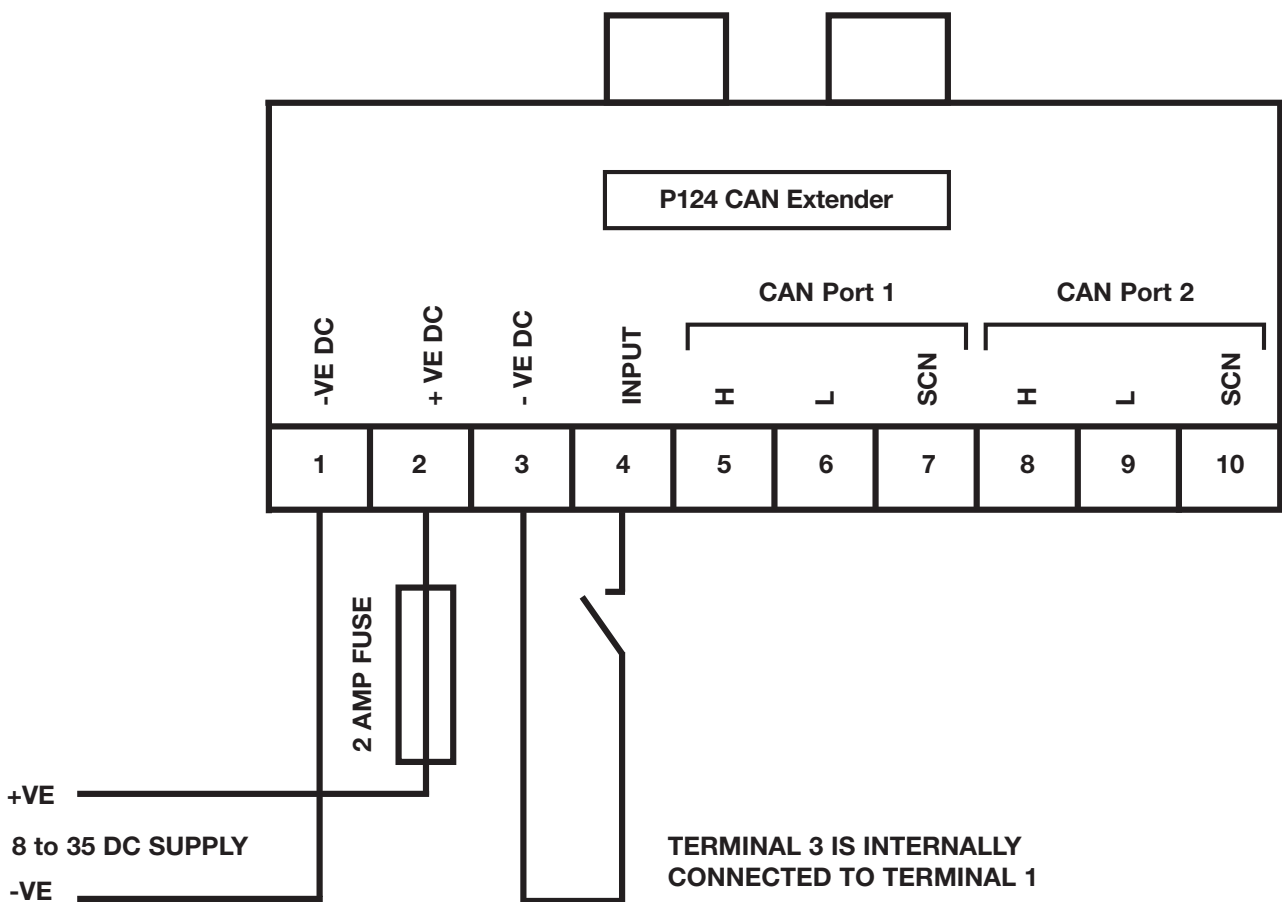 P124 CAN Extender
CAN Port 1
CAN Port 2
-VE DC
+ VE DC
- VE DC
INPUT
H
L
SCN
H
L
SCN
1
2
3
4
5
6
7
8
9
10
2 AMP FUSE
+VE
8 to 35 DC SUPPLY
-VE
TERMINAL 3 IS INTERNALLY
CONNECTED TO TERMINAL 1